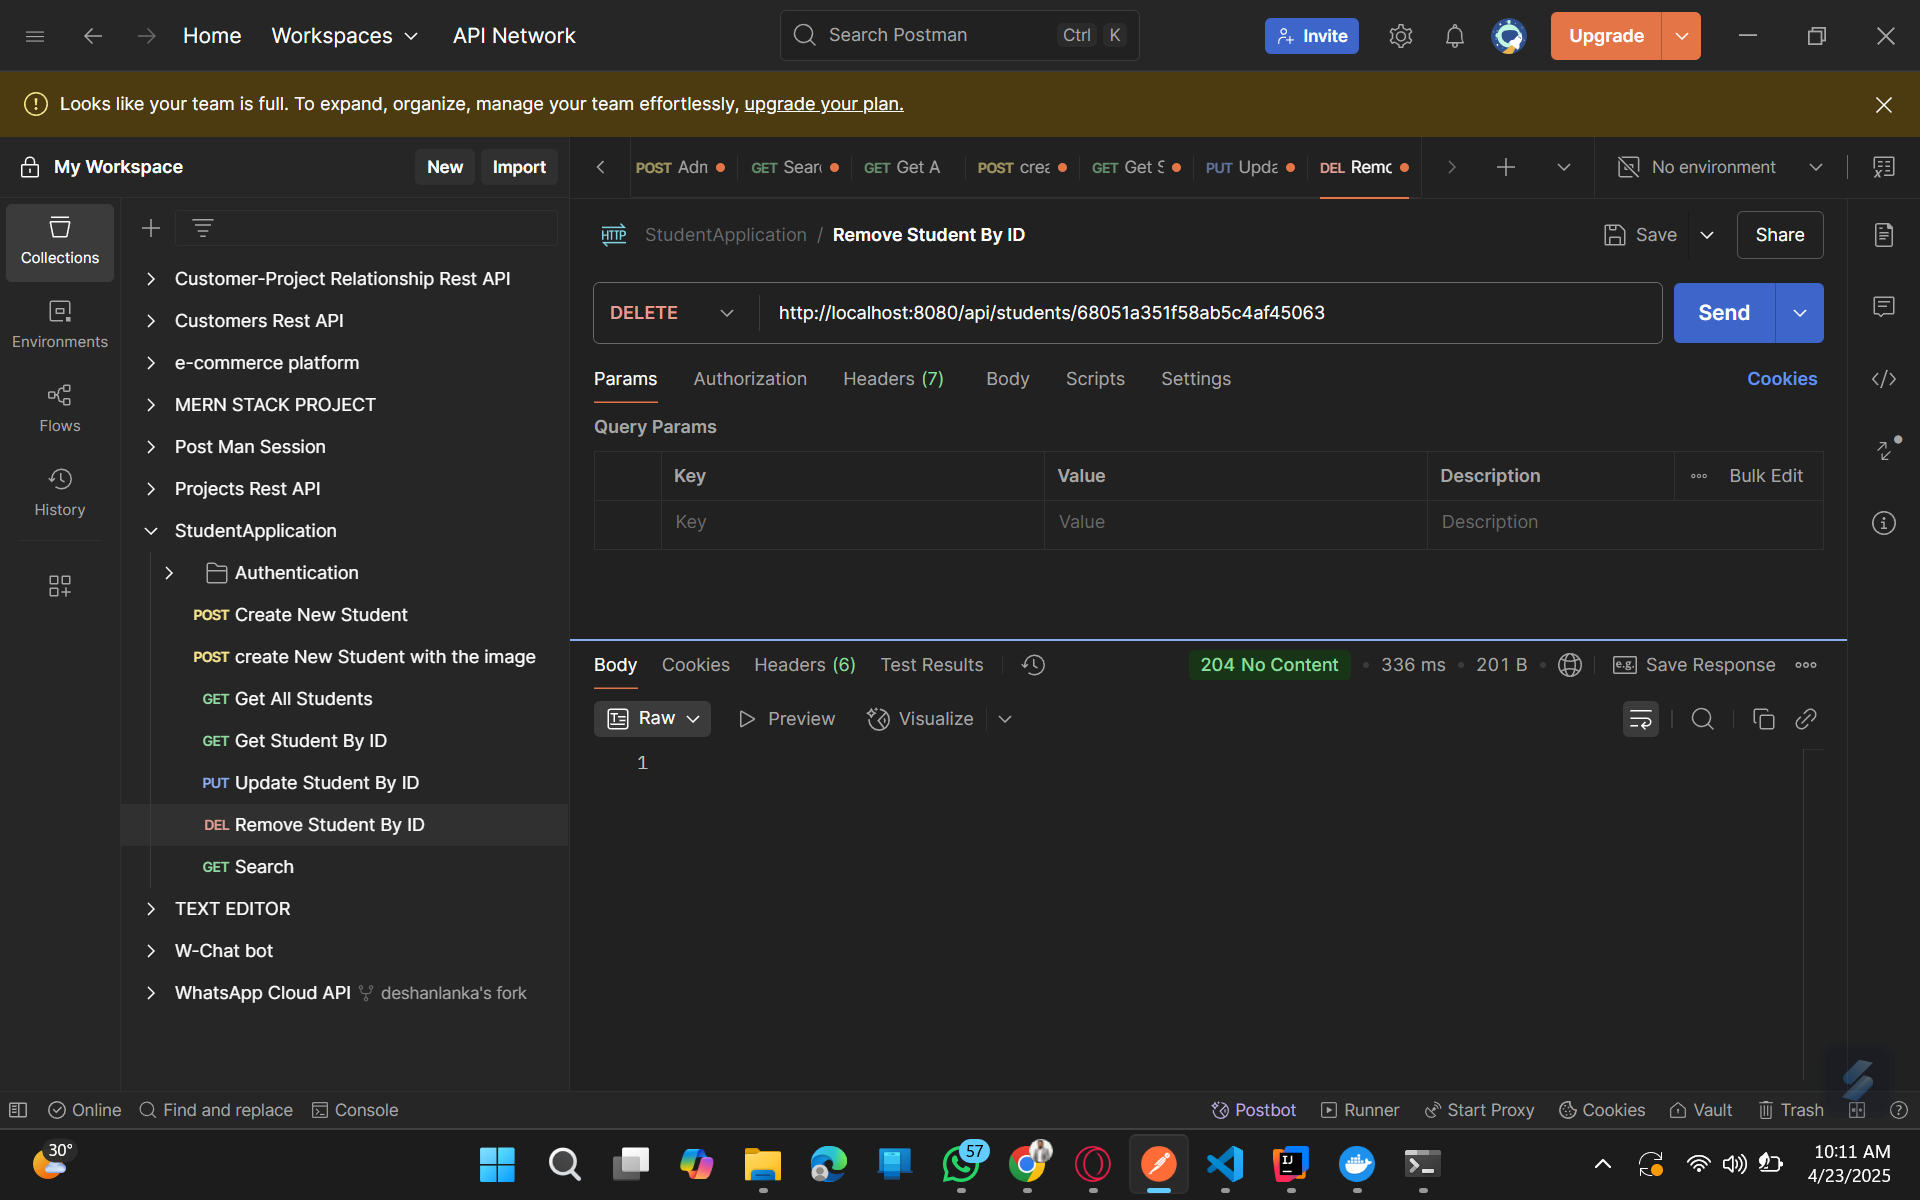 Home
Workspaces
API Network
Search Postman
Ctrl K
Invite
Upgrade
Looks like your team is full. To expand, organize, manage your team effortlessly, upgrade your plan.
My Workspace
New
Import
POST Adn
GET Sear
GET Get A
POST crea
GET Get S
PUT Upda
DEL Remo
No environment
Collections
Environments
Flows
History
Customer-Project Relationship Rest API
Customers Rest API
e-commerce platform
MERN STACK PROJECT
Post Man Session
Projects Rest API
StudentApplication
Authentication
POST Create New Student
POST create New Student with the image
GET Get All Students
GET Get Student By ID
PUT Update Student By ID
DEL Remove Student By ID
GET Search
TEXT EDITOR
W-Chat bot
WhatsApp Cloud API deshanlanka's fork
HTTP StudentApplication / Remove Student By ID
Save
Share
DELETE
http://localhost:8080/api/students/68051a351f58ab5c4af45063
Send
Params
Authorization
Headers (7)
Body
Scripts
Settings
Cookies
Query Params
Key
Value
Description
Bulk Edit
Key
Value
Description
Body
Cookies
Headers (6)
Test Results
204 No Content
336 ms
201 B
e.g. Save Response
Raw
Preview
Visualize
1
Online
Find and replace
Console
Postbot
Runner
Start Proxy
Cookies
Vault
Trash
30°
57
IJ
10:11 AM
4/23/2025